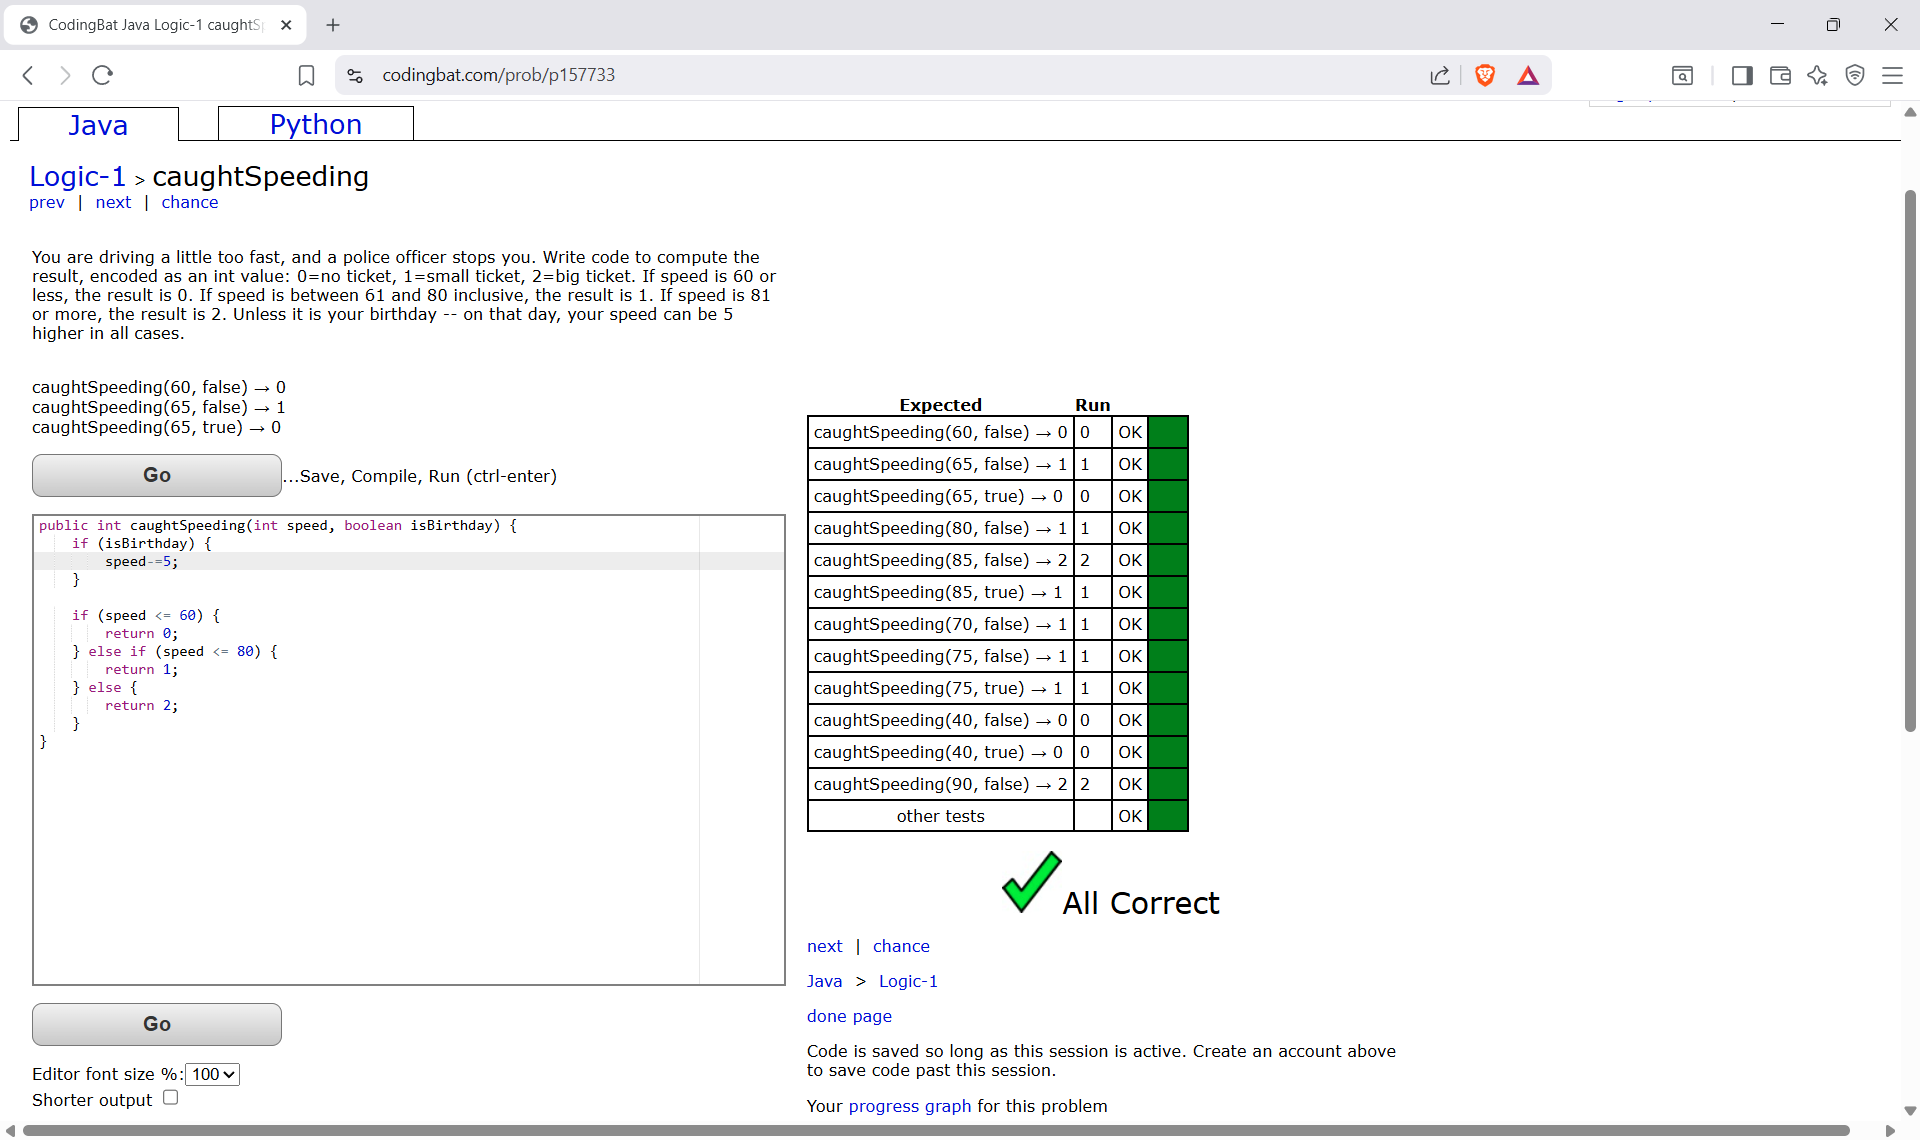 CodingBat Java Logic-1 caughtSp
codingbat.com/prob/p157733
Java
Python
Logic-1 > caughtSpeeding
prev | next | chance
You are driving a little too fast, and a police officer stops you. Write code to compute the
result, encoded as an int value: 0=no ticket, 1=small ticket, 2=big ticket. If speed is 60 or
less, the result is 0. If speed is between 61 and 80 inclusive, the result is 1. If speed is 81
or more, the result is 2. Unless it is your birthday -- on that day, your speed can be 5
higher in all cases.
caughtSpeeding(60, false) → 0
caughtSpeeding(65, false) → 1
caughtSpeeding(65, true) → 0
Go
...Save, Compile, Run (ctrl-enter)
public int caughtSpeeding(int speed, boolean isBirthday) {
    if (isBirthday) {
        speed-=5;
    }
    if (speed <= 60) {
        return 0;
    } else if (speed <= 80) {
        return 1;
    } else {
        return 2;
    }
}
Go
Editor font size %: 100
Shorter output
Expected Run
caughtSpeeding(60, false) → 0 0 OK
caughtSpeeding(65, false) → 1 1 OK
caughtSpeeding(65, true) → 0 0 OK
caughtSpeeding(80, false) → 1 1 OK
caughtSpeeding(85, false) → 2 2 OK
caughtSpeeding(85, true) → 1 1 OK
caughtSpeeding(70, false) → 1 1 OK
caughtSpeeding(75, false) → 1 1 OK
caughtSpeeding(75, true) → 1 1 OK
caughtSpeeding(40, false) → 0 0 OK
caughtSpeeding(40, true) → 0 0 OK
caughtSpeeding(90, false) → 2 2 OK
other tests OK
All Correct
next | chance
Java > Logic-1
done page
Code is saved so long as this session is active. Create an account above
to save code past this session.
Your progress graph for this problem